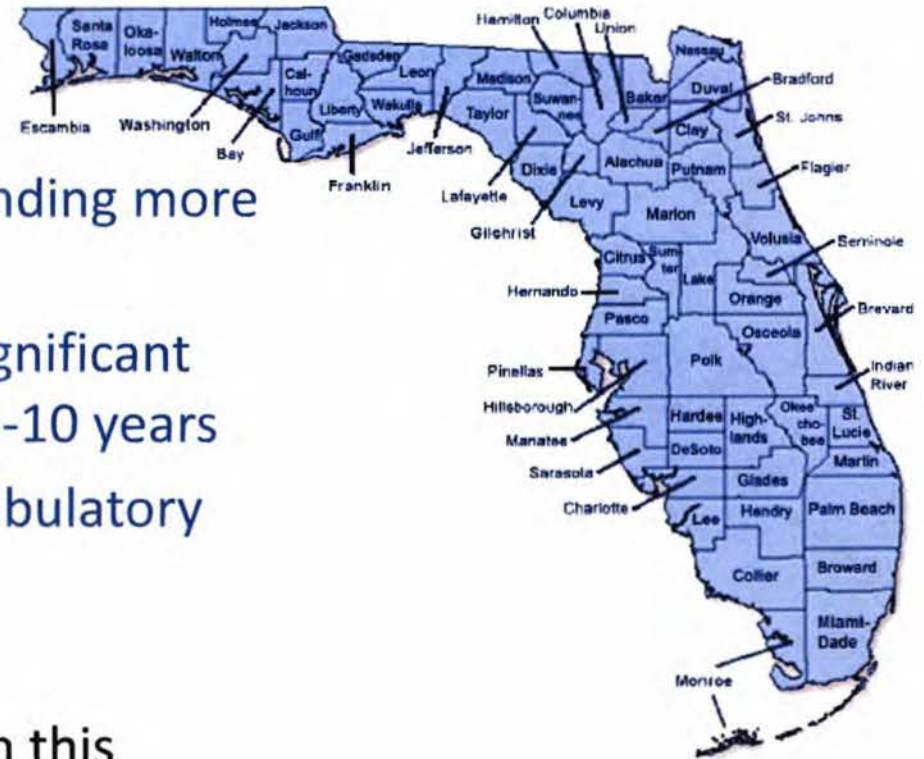 Hamilton Columbia
Union
Santa
Rosa
Oka-
loosa
Walton
Holmes
Jackson
Escambia
Washington
Bay
Cal-
houn
Gulf
Liberty
Gadsden
Franklin
Leon
Wakulla
Jefferson
Madison
Taylor
Suwan-
nee
Lafayette
Dixie
Gilchrist
Baker
Nassau
Duval
Bradford
Clay
St. Johns
Alachua
Putnam
Flagler
Levy
Marion
Volusia
Seminole
Citrus
Sum-
ter
Lake
Hernando
Orange
Brevard
Pasco
Osceola
Pinellas
Polk
Indian
River
Hillsborough
Hardee
High-
lands
Okee
cho-
bee
St.
Lucie
Manatee
DeSoto
Martin
Sarasota
Glades
Charlotte
Lee
Hendry
Palm Beach
Collier
Broward
Miami-
Dade
Monroe
nding more
gnificant
-10 years
bulatory
n this